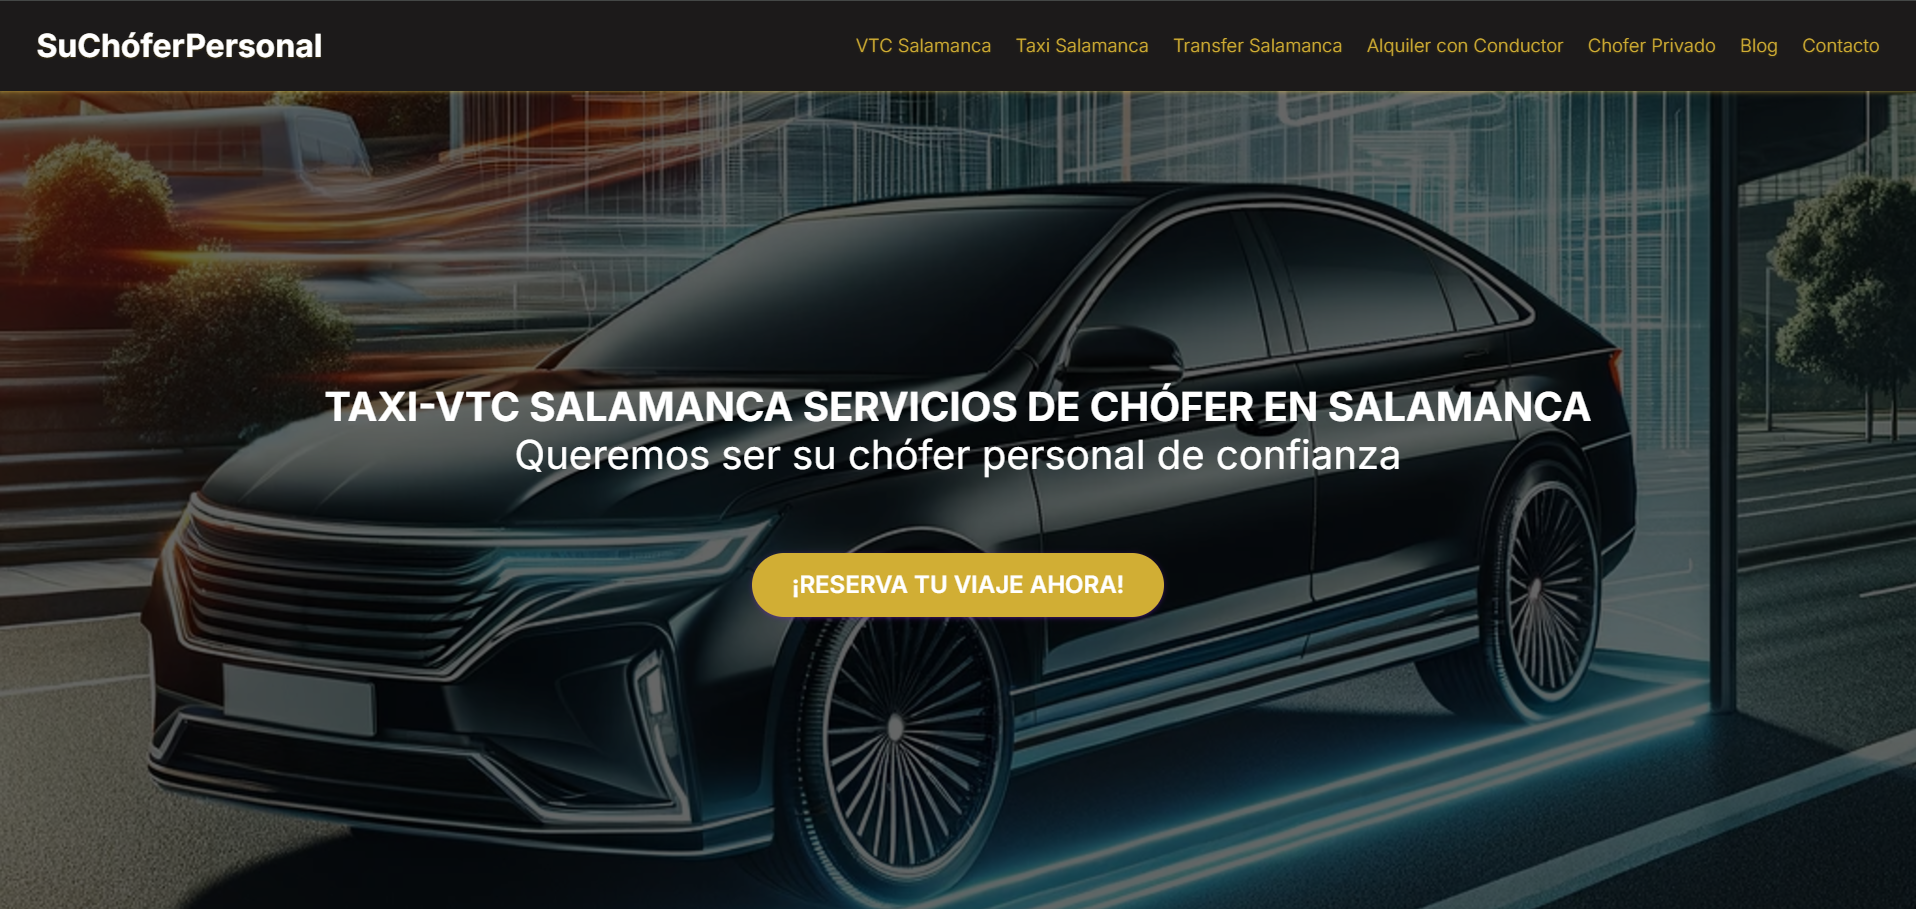 SuChóferPersonal
VTC Salamanca Taxi Salamanca Transfer Salamanca Alquiler con Conductor Chofer Privado Blog Contacto
TAXI-VTC SALAMANCA SERVICIOS DE CHÓFER EN SALAMANCA
Queremos ser su chófer personal de confianza
¡RESERVA TU VIAJE AHORA!